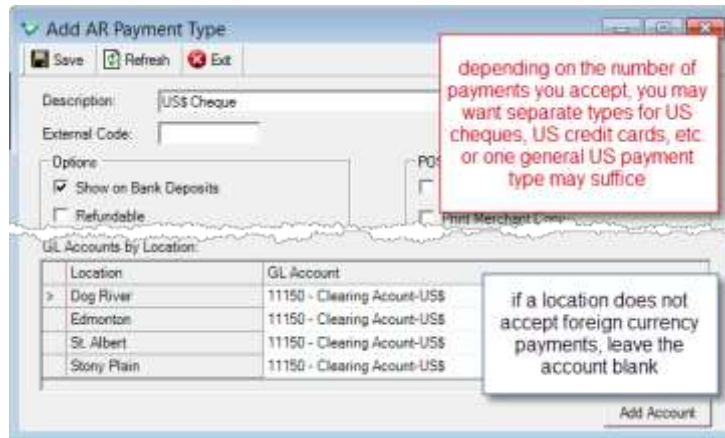 Add AR Payment Type
Save Refresh Exit
depending on the number of
payments you accept, you may
want separate types for US
cheques, US credit cards, etc.
or one general US payment
type may suffice
Description: US$ Cheque
External Code:
Options
POS
Show on Bank Deposits
Refundable
Print Merchant Copy
GL Accounts by Location:
Location GL Account
> Dog River 11150 - Clearing Acount-US$
Edmonton 11150 - Clearing Acount-US$
St. Albert 11150 - Clearing Acount-US$
Stony Plain 11150 - Clearing Acount-US$
if a location does not
accept foreign currency
payments, leave the
account blank
Add Account